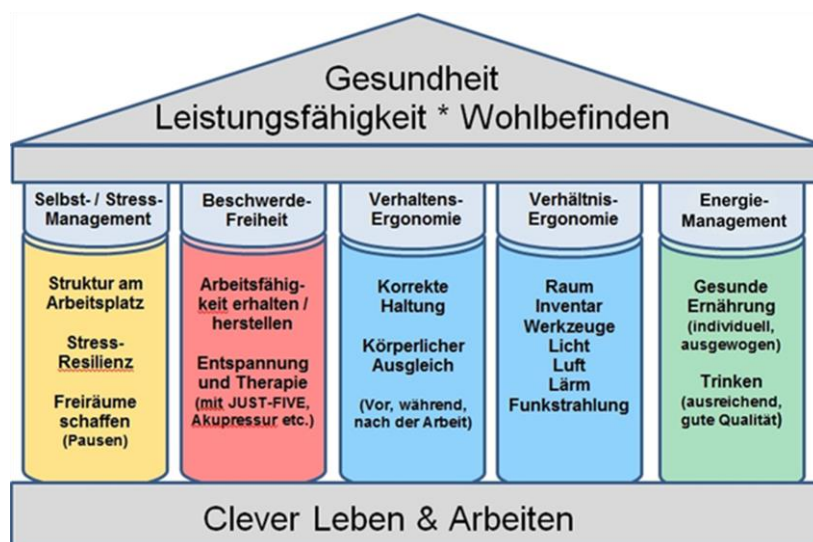 Gesundheit
Leistungsfähigkeit * Wohlbefinden
Selbst- / Stress-
Management
Struktur am
Arbeitsplatz
Stress-
Resilienz
Freiräume
schaffen
(Pausen)
Beschwerde-
Freiheit
Arbeitsfähig-
keit erhalten /
herstellen
Entspannung
und Therapie
(mit JUST-FIVE,
Akupressur etc.)
Verhaltens-
Ergonomie
Korrekte
Haltung
Körperlicher
Ausgleich
(Vor, während,
nach der Arbeit)
Verhältnis-
Ergonomie
Raum
Inventar
Werkzeuge
Licht
Luft
Lärm
Funkstrahlung
Energie-
Management
Gesunde
Ernährung
(individuell,
ausgewogen)
Trinken
(ausreichend,
gute Qualität)
Clever Leben & Arbeiten